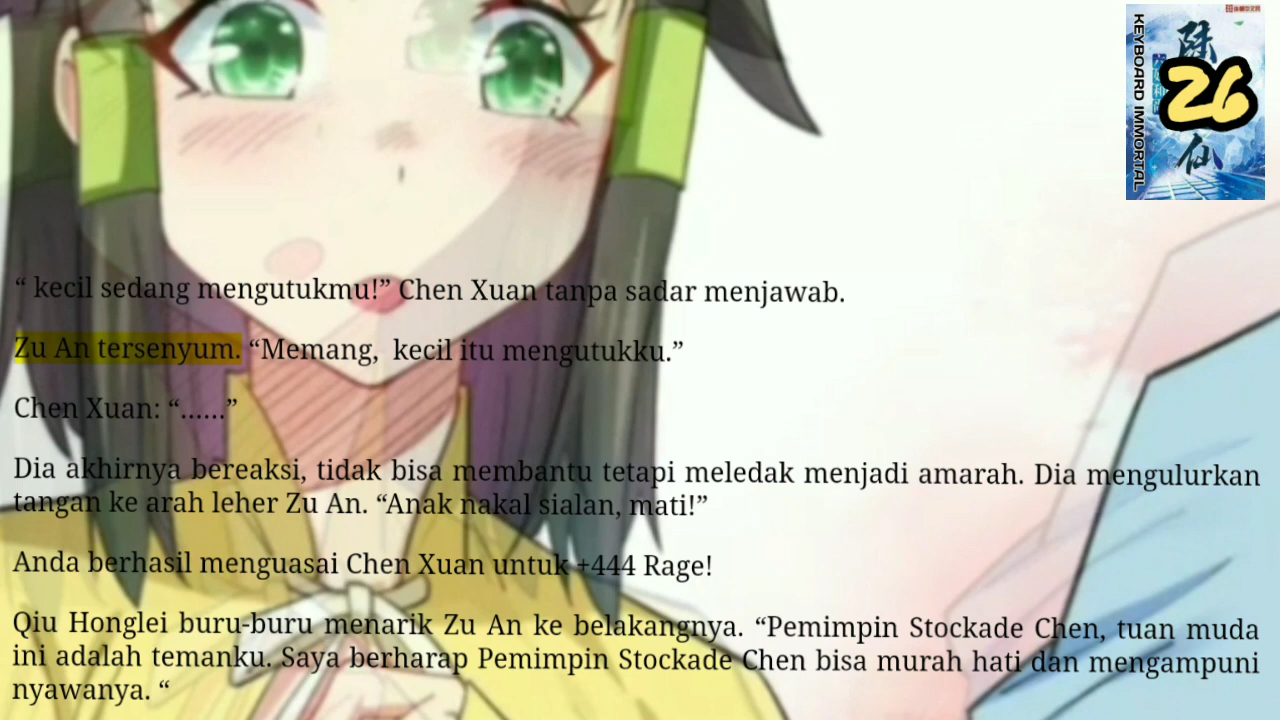 KEYBOARD IMMORTAL
陆
26
仙
“ kecil sedang mengutukmu!” Chen Xuan tanpa sadar menjawab.
Zu An tersenyum. “Memang,  kecil itu mengutukku.”
Chen Xuan: “……”
Dia akhirnya bereaksi, tidak bisa membantu tetapi meledak menjadi amarah. Dia mengulurkan
tangan ke arah leher Zu An. “Anak nakal sialan, mati!”
Anda berhasil menguasai Chen Xuan untuk +444 Rage!
Qiu Honglei buru-buru menarik Zu An ke belakangnya. “Pemimpin Stockade Chen, tuan muda
ini adalah temanku. Saya berharap Pemimpin Stockade Chen bisa murah hati dan mengampuni
nyawanya. “